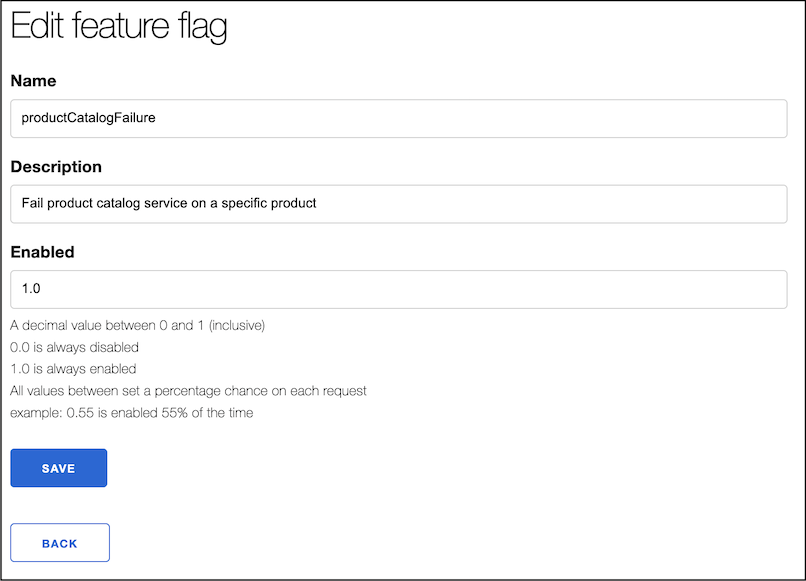 Edit feature flag
Name
productCatalogFailure
Description
Fail product catalog service on a specific product
Enabled
1.0
A decimal value between 0 and 1 (inclusive)
0.0 is always disabled
1.0 is always enabled
All values between set a percentage chance on each request
example: 0.55 is enabled 55% of the time
SAVE
BACK